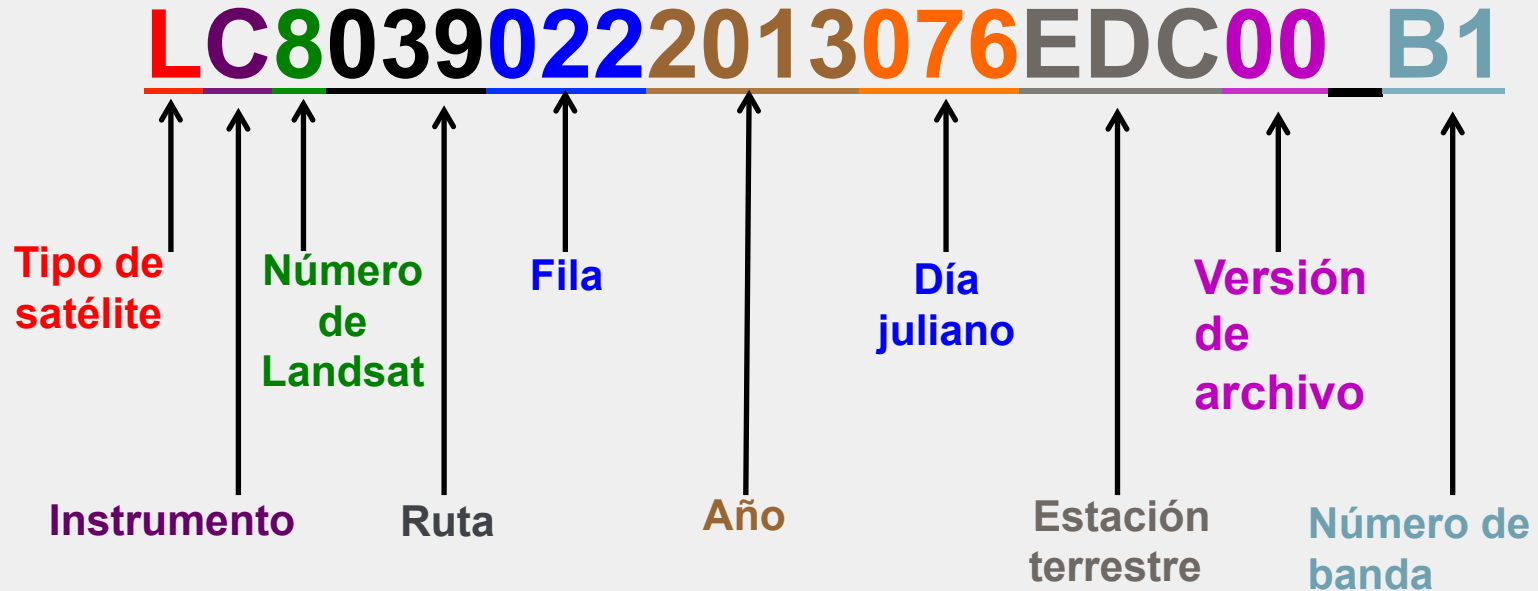 LC80390222013076EDC00_B1
Tipo de
satélite
Número
de
Landsat
Fila
Día
juliano
Versión
de
archivo
Instrumento
Ruta
Año
Estación
terrestre
Número de
banda